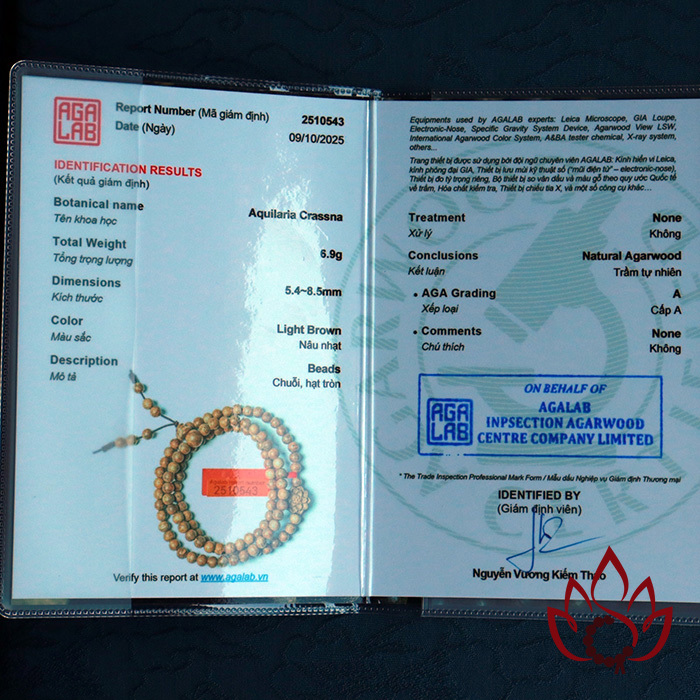 AGA
LAB
Report Number (Mã giám định) 2510543
Date (Ngày) 09/10/2025
IDENTIFICATION RESULTS
(Kết quả giám định)
Botanical name
Tên khoa học
Aquilaria Crassna
Total Weight
Tổng trọng lượng
6.9g
Dimensions
Kích thước
5.4~8.5mm
Color
Màu sắc
Light Brown
Nâu nhạt
Description
Mô tả
Beads
Chuỗi, hạt tròn
2510543
Verify this report at www.agalab.vn
Equipments used by AGALAB experts: Leica Microscope, GIA Loupe,
Electronic-Nose, Specific Gravity System Device, Agarwood View LSW,
International Agarwood Color System, A&BA tester chemical, X-ray system,
others...
Trang thiết bị được sử dụng bởi đội ngũ chuyên viên AGALAB: Kính hiển vi Leica,
kính phóng đại GIA, Thiết bị lưu mùi kỹ thuật số ("mũi điện tử" – electronic-nose),
Thiết bị đo tỷ trọng riêng, Bộ thiết bị so vân dầu và màu gỗ theo quy ước Quốc tế
về trầm, Hóa chất kiểm tra, Thiết bị chiếu tia X, và một số công cụ khác...
Treatment None
Xử lý Không
Conclusions Natural Agarwood
Kết luận Trầm tự nhiên
• AGA Grading A
Xếp loại Cấp A
• Comments None
Chú thích Không
AGA
LAB
ON BEHALF OF
AGALAB
INPSECTION AGARWOOD
CENTRE COMPANY LIMITED
* The Trade Inspection Professional Mark Form / Mẫu dấu Nghiệp vụ Giám định Thương mại
IDENTIFIED BY
(Giám định viên)
Nguyễn Vương Kiếm Thảo